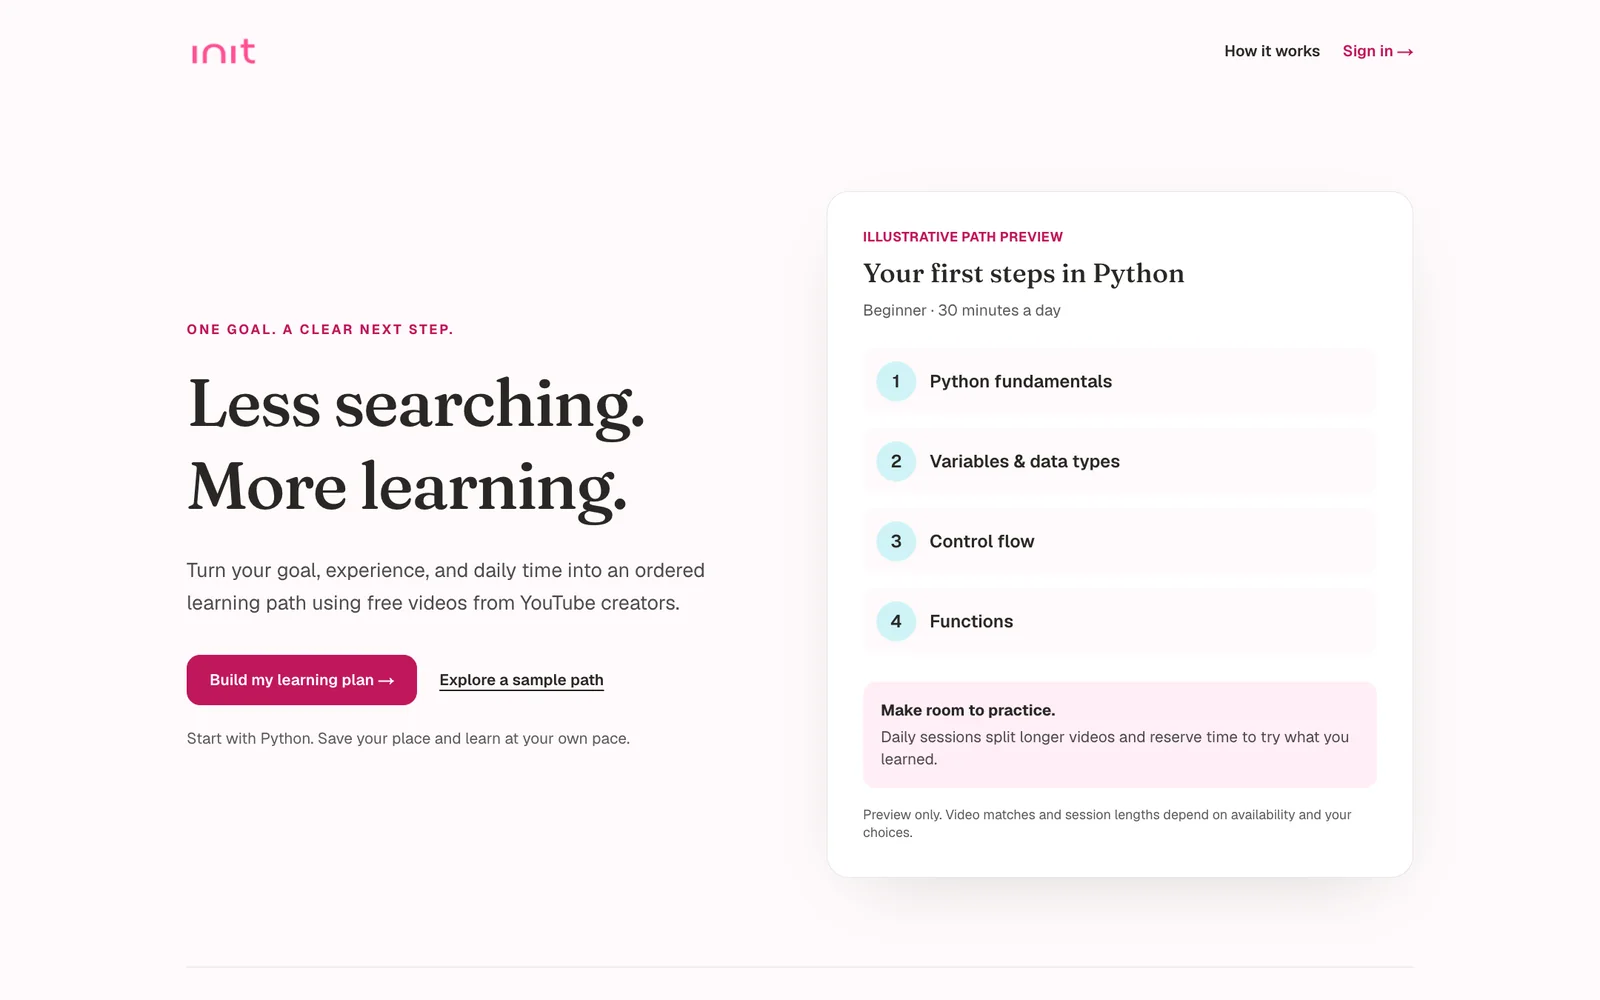 init
How it works
Sign in →
ONE GOAL. A CLEAR NEXT STEP.
Less searching.
More learning.
Turn your goal, experience, and daily time into an ordered
learning path using free videos from YouTube creators.
Build my learning plan →
Explore a sample path
Start with Python. Save your place and learn at your own pace.
ILLUSTRATIVE PATH PREVIEW
Your first steps in Python
Beginner · 30 minutes a day
1 Python fundamentals
2 Variables & data types
3 Control flow
4 Functions
Make room to practice.
Daily sessions split longer videos and reserve time to try what you
learned.
Preview only. Video matches and session lengths depend on availability and your
choices.